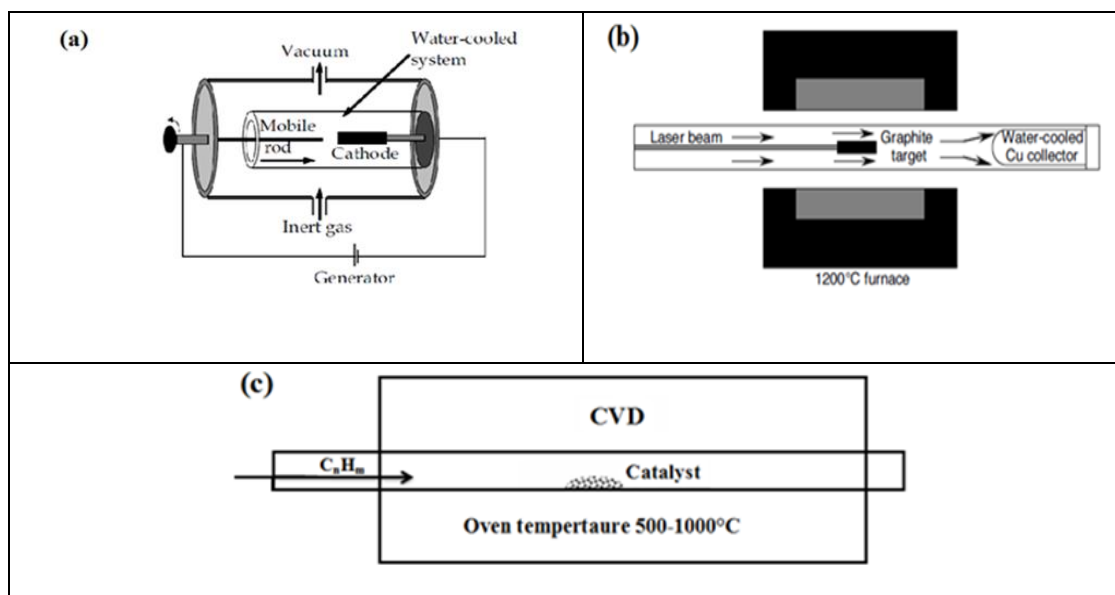 (a)
Vacuum
Water-cooled
system
Mobile
rod
Cathode
Inert gas
Generator
(b)
Laser beam
Graphite
target
Water-cooled
Cu collector
1200°C furnace
(c)
CVD
CnHm
Catalyst
Oven tempertaure 500-1000°C